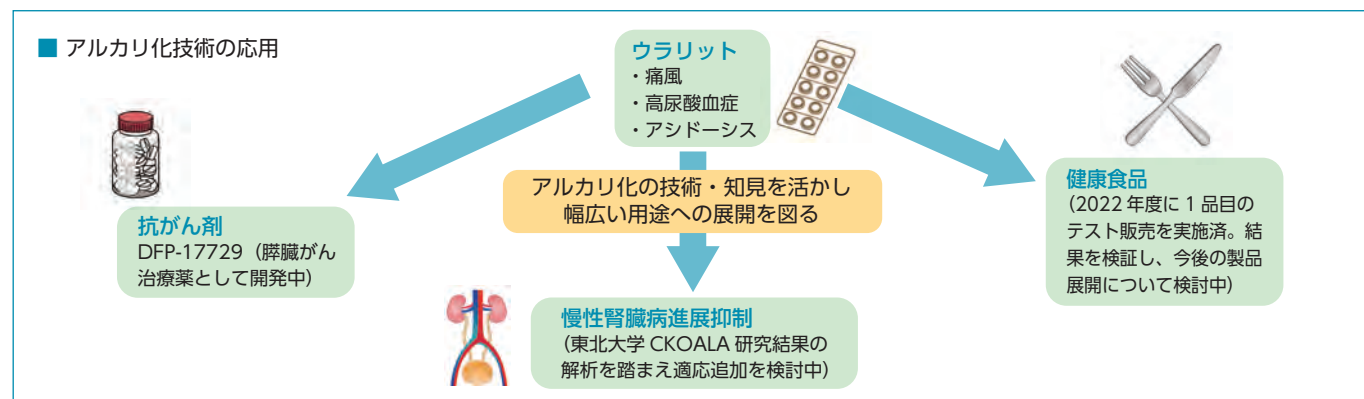 ■ アルカリ化技術の応用
ウラリット
・痛風
・高尿酸血症
・アシドーシス
アルカリ化の技術・知見を活かし
幅広い用途への展開を図る
抗がん剤
DFP-17729（膵臓がん
治療薬として開発中）
慢性腎臓病進展抑制
（東北大学 CKOALA 研究結果の
解析を踏まえ適応追加を検討中）
健康食品
（2022 年度に 1 品目の
テスト販売を実施済。結
果を検証し、今後の製品
展開について検討中）